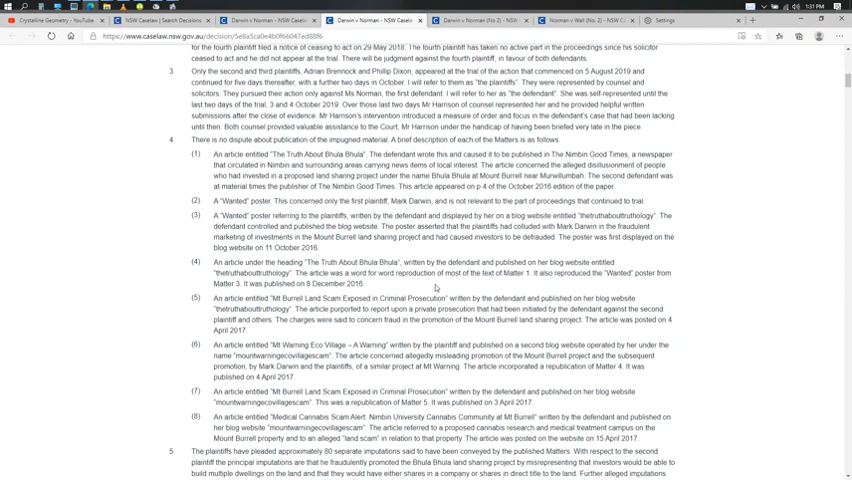 Crystalline Geometry - YouTube
NSW Caselaw | Search Decisions
Darwin v Norman - NSW Caselaw
Darwin v Norman - NSW Caselaw
Darwin v Norman (No 2) - NSW
Norman v Wall (No. 2) - NSW C
Settings
1:31 PM
https://www.caselaw.nsw.gov.au/decision/5e8a5ca0e4b0f66044f37692
for the fourth plaintiff filed a notice of ceasing to act on 29 May 2018. The fourth plaintiff has taken no active part in the proceedings since his solicitor
ceased to act and he did not appear at the trial. There will be judgment against the fourth plaintiff, in favour of both defendants.
3 Only the second and third plaintiffs, Adrian Brennock and Phillip Dixon, appeared at the trial of the action that commenced on 5 August 2019 and
continued for five days thereafter, with a further two days in October. I will refer to them as "the plaintiffs". They were represented by counsel and
solicitors. They pursued their action only against Ms Norman, the first defendant. I will refer to her as "the defendant". She was self-represented until the
last two days of the trial, 3 and 4 October 2019. Over those last two days Mr Harrison of counsel represented her and he provided helpful written
submissions after the close of evidence. Mr Harrison's intervention introduced a measure of order and focus in the defendant's case that had been lacking
until then. Both counsel provided valuable assistance to the Court, Mr Harrison under the handicap of having been briefed very late in the piece.
4 There is no dispute about publication of the impugned material. A brief description of each of the Matters is as follows.
(1) An article entitled "The Truth About Bhula Bhula". The defendant wrote this and caused it to be published in The Nimbin Good Times, a newspaper
that circulated in Nimbin and surrounding areas carrying news items of local interest. The article concerned the alleged disillusionment of people
who had invested in a proposed land sharing project under the name Bhula Bhula at Mount Burrell near Murwillumbah. The second defendant was
at material times the publisher of The Nimbin Good Times. This article appeared on p 4 of the October 2016 edition of the paper.
(2) A "Wanted" poster. This concerned only the first plaintiff, Mark Darwin, and is not relevant to the part of proceedings that continued to trial.
(3) A "Wanted" poster referring to the plaintiffs, written by the defendant and displayed by her on a blog website entitled "thetruthabouttruthology". The
defendant controlled and published the blog website. The poster asserted that the plaintiffs had colluded with Mark Darwin in the fraudulent
marketing of investments in the Mount Burrell land sharing project and had caused investors to be defrauded. The poster was first displayed on the
blog website on 11 October 2016.
(4) An article under the heading "The Truth About Bhula Bhula", written by the defendant and published on her blog website entitled
"thetruthabouttruthology". The article was a word for word reproduction of most of the text of Matter 1. It also reproduced the "Wanted" poster from
Matter 3. It was published on 8 December 2016.
(5) An article entitled "Mt Burrell Land Scam Exposed in Criminal Prosecution" written by the defendant and published on her blog website
"thetruthabouttruthology". The article purported to report upon a private prosecution that had been initiated by the defendant against the second
plaintiff and others. The charges were said to concern fraud in the promotion of the Mount Burrell land sharing project. The article was posted on 4
April 2017.
(6) An article entitled "Mt Warning Eco Village – A Warning" written by the plaintiff and published on a second blog website operated by her under the
name "mountwarningecovillagescam". The article concerned allegedly misleading promotion of the Mount Burrell project and the subsequent
promotion, by Mark Darwin and the plaintiffs, of a similar project at Mt Warning. The article incorporated a republication of Matter 4. It was
published on 4 April 2017.
(7) An article entitled "Mt Burrell Land Scam Exposed in Criminal Prosecution" written by the defendant and published on her blog website
"mountwarningecovillagescam". This was a republication of Matter 5. It was published on 3 April 2017.
(8) An article entitled "Medical Cannabis Scam Alert: Nimbin University Cannabis Community at Mt Burrell" written by the defendant and published on
her blog website "mountwarningecovillagescam". The article referred to a proposed cannabis research and medical treatment campus on the
Mount Burrell property and to an alleged "land scam" in relation to that property. The article was posted on the website on 15 April 2017.
5 The plaintiffs have pleaded approximately 80 separate imputations said to have been conveyed by the published Matters. With respect to the second
plaintiff the principal imputations are that he fraudulently promoted the Bhula Bhula land sharing project by misrepresenting that investors would be able to
build multiple dwellings on the land and that they would have either shares in a company or shares in direct title to the land. Further alleged imputations